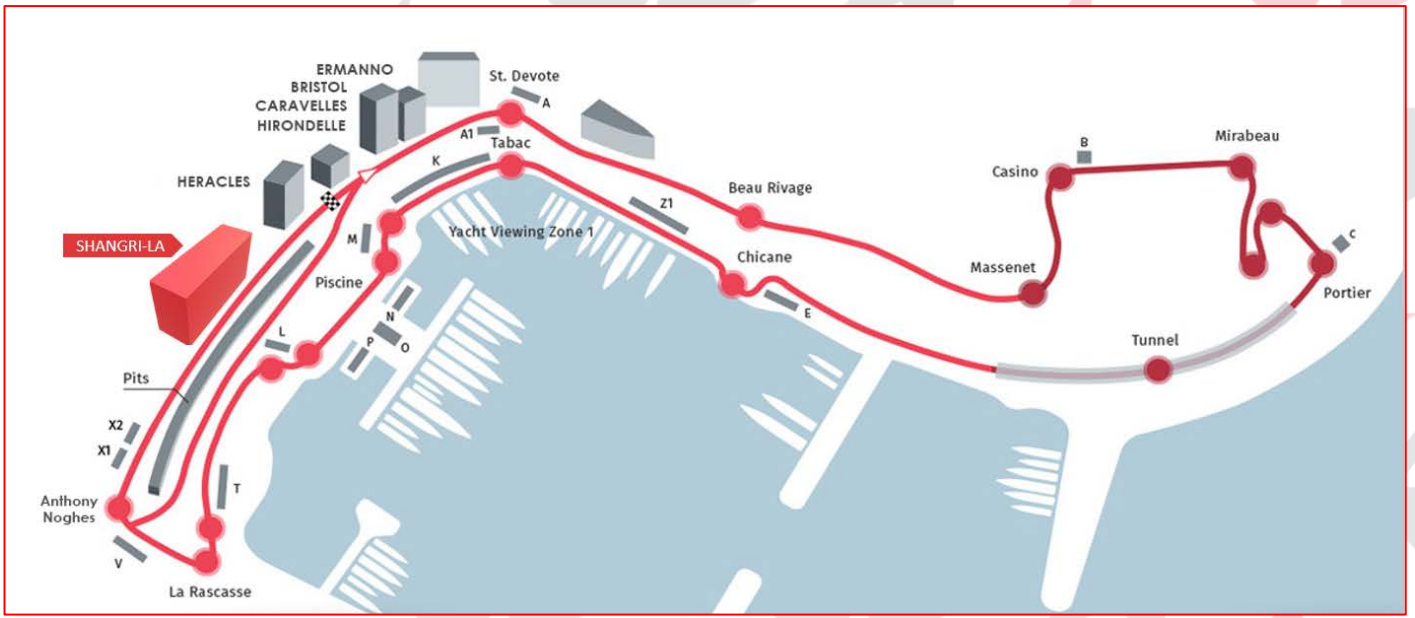 ERMANNO
BRISTOL
CARAVELLES
HIRONDELLE
HERACLES
SHANGRI-LA
St. Devote
A
A1
Tabac
K
M
Yacht Viewing Zone 1
Z1
Beau Rivage
Casino
B
Mirabeau
C
Massenet
Portier
Chicane
E
Tunnel
Piscine
N
O
P
L
Pits
X2
X1
T
Anthony
Noghes
V
La Rascasse